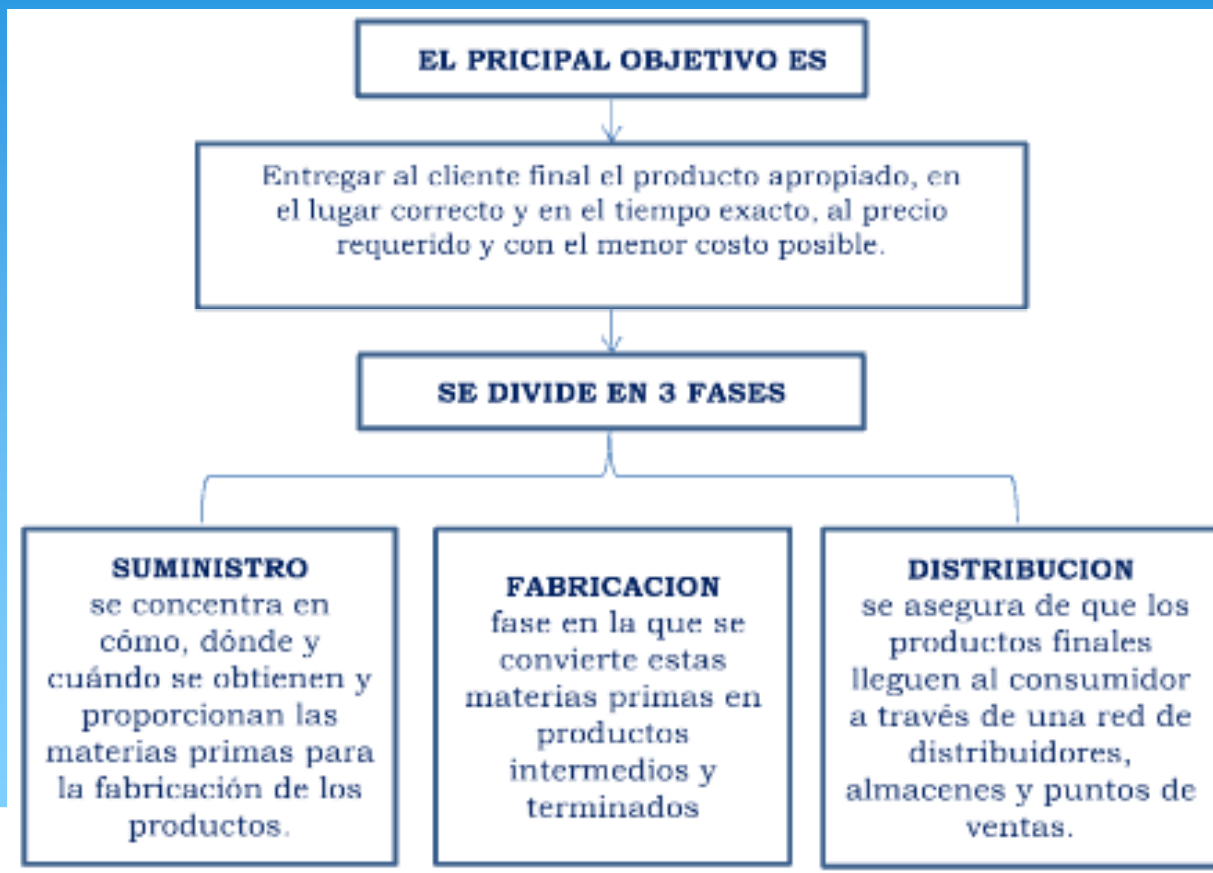 EL PRICIPAL OBJETIVO ES
Entregar al cliente final el producto apropiado, en
el lugar correcto y en el tiempo exacto, al precio
requerido y con el menor costo posible.
SE DIVIDE EN 3 FASES
SUMINISTRO
se concentra en
cómo, dónde y
cuándo se obtienen y
proporcionan las
materias primas para
la fabricación de los
productos.
FABRICACION
fase en la que se
convierte estas
materias primas en
productos
intermedios y
terminados
DISTRIBUCION
se asegura de que los
productos finales
lleguen al consumidor
a través de una red de
distribuidores,
almacenes y puntos de
ventas.